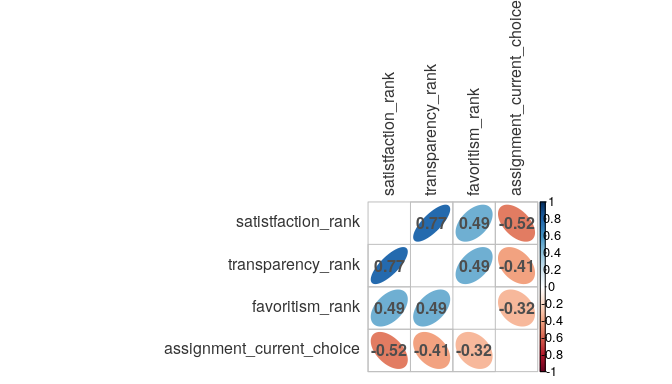 satistfaction_rank
transparency_rank
favoritism_rank
assignment_current_choice
satistfaction_rank 0.77 0.49 -0.52
transparency_rank 0.77 0.49 -0.41
favoritism_rank 0.49 0.49 -0.32
assignment_current_choice -0.52 -0.41 -0.32
1
0.8
0.6
0.4
0.2
0
-0.2
-0.4
-0.6
-0.8
-1